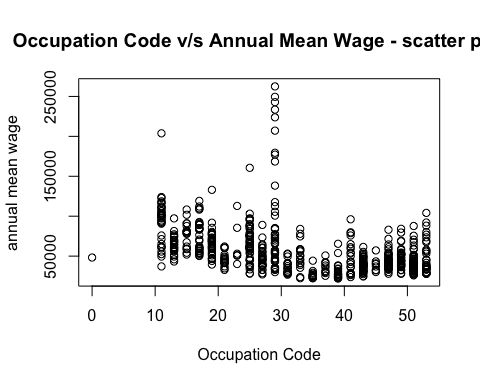 Occupation Code v/s Annual Mean Wage - scatter p
annual mean wage
250000
150000
50000
0 10 20 30 40 50
Occupation Code